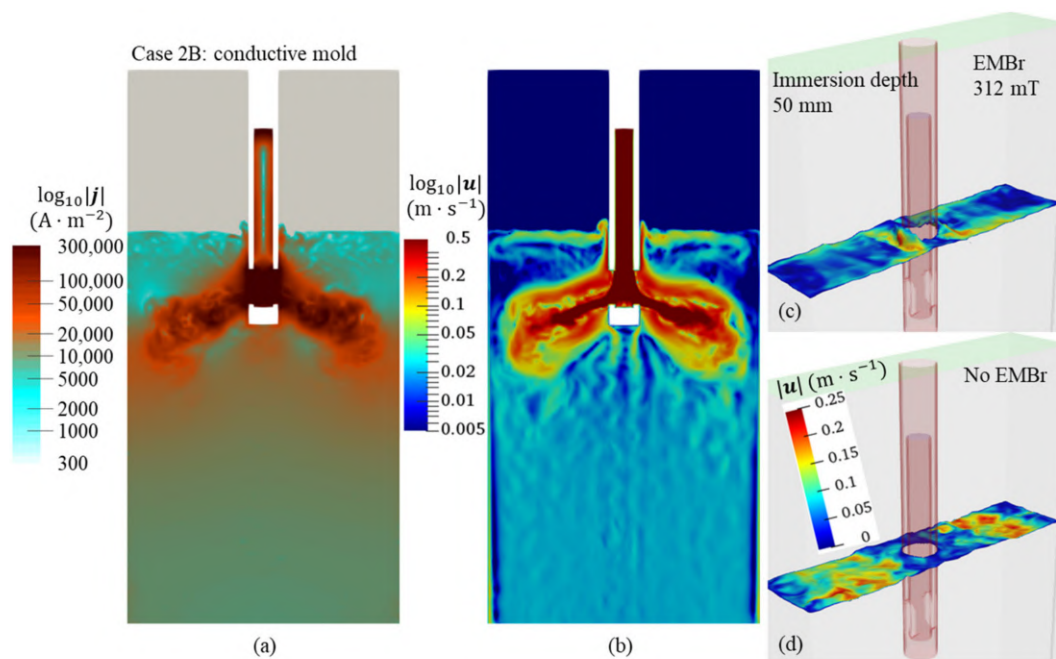 Case 2B: conductive mold
log₁₀|j|
(A · m⁻²)
300,000
100,000
50,000
20,000
10,000
5000
2000
1000
300
(a)
log₁₀|u|
(m · s⁻¹)
0.5
0.2
0.1
0.05
0.02
0.01
0.005
(b)
Immersion depth
50 mm
EMBr
312 mT
(c)
No EMBr
|u| (m · s⁻¹)
0.25
0.2
0.15
0.1
0.05
0
(d)